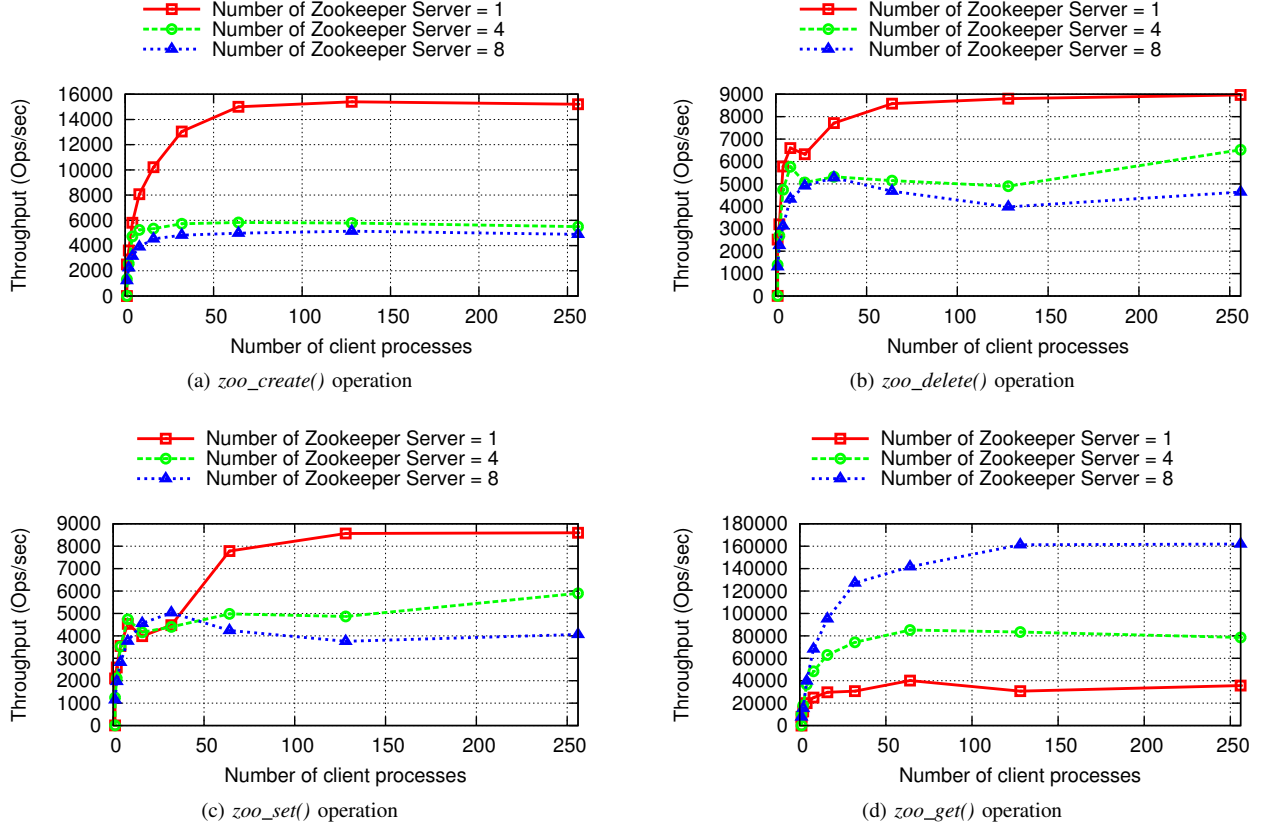 Number of Zookeeper Server = 1
Number of Zookeeper Server = 4
Number of Zookeeper Server = 8
Throughput (Ops/sec)
16000
14000
12000
10000
8000
6000
4000
2000
0
0 50 100 150 200 250
Number of client processes
(a) zoo_create() operation
Number of Zookeeper Server = 1
Number of Zookeeper Server = 4
Number of Zookeeper Server = 8
Throughput (Ops/sec)
9000
8000
7000
6000
5000
4000
3000
2000
1000
0
0 50 100 150 200 250
Number of client processes
(b) zoo_delete() operation
Number of Zookeeper Server = 1
Number of Zookeeper Server = 4
Number of Zookeeper Server = 8
Throughput (Ops/sec)
9000
8000
7000
6000
5000
4000
3000
2000
1000
0
0 50 100 150 200 250
Number of client processes
(c) zoo_set() operation
Number of Zookeeper Server = 1
Number of Zookeeper Server = 4
Number of Zookeeper Server = 8
Throughput (Ops/sec)
180000
160000
140000
120000
100000
80000
60000
40000
20000
0
0 50 100 150 200 250
Number of client processes
(d) zoo_get() operation